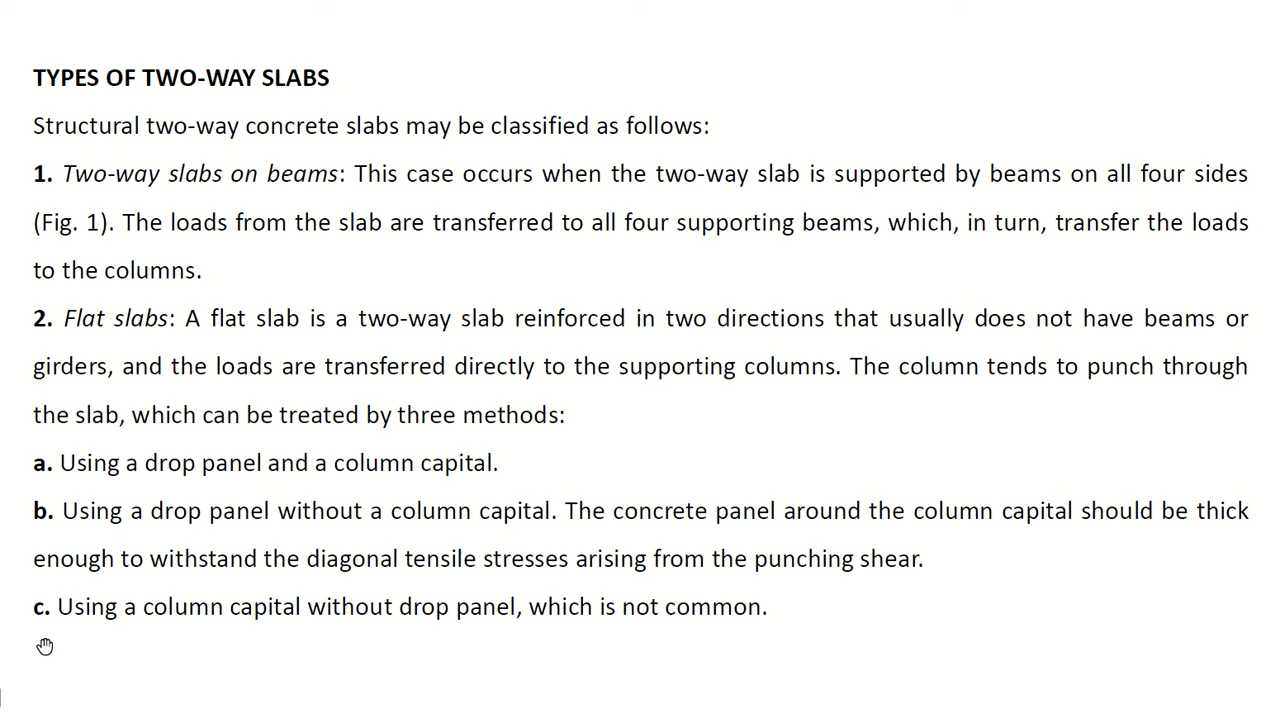 TYPES OF TWO-WAY SLABS
Structural two-way concrete slabs may be classified as follows:
1. Two-way slabs on beams: This case occurs when the two-way slab is supported by beams on all four sides
(Fig. 1). The loads from the slab are transferred to all four supporting beams, which, in turn, transfer the loads
to the columns.
2. Flat slabs: A flat slab is a two-way slab reinforced in two directions that usually does not have beams or
girders, and the loads are transferred directly to the supporting columns. The column tends to punch through
the slab, which can be treated by three methods:
a. Using a drop panel and a column capital.
b. Using a drop panel without a column capital. The concrete panel around the column capital should be thick
enough to withstand the diagonal tensile stresses arising from the punching shear.
c. Using a column capital without drop panel, which is not common.